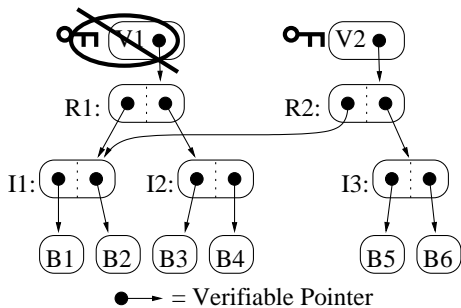 V1 V2
R1: R2:
I1: I2: I3:
B1 B2 B3 B4 B5 B6
= Verifiable Pointer